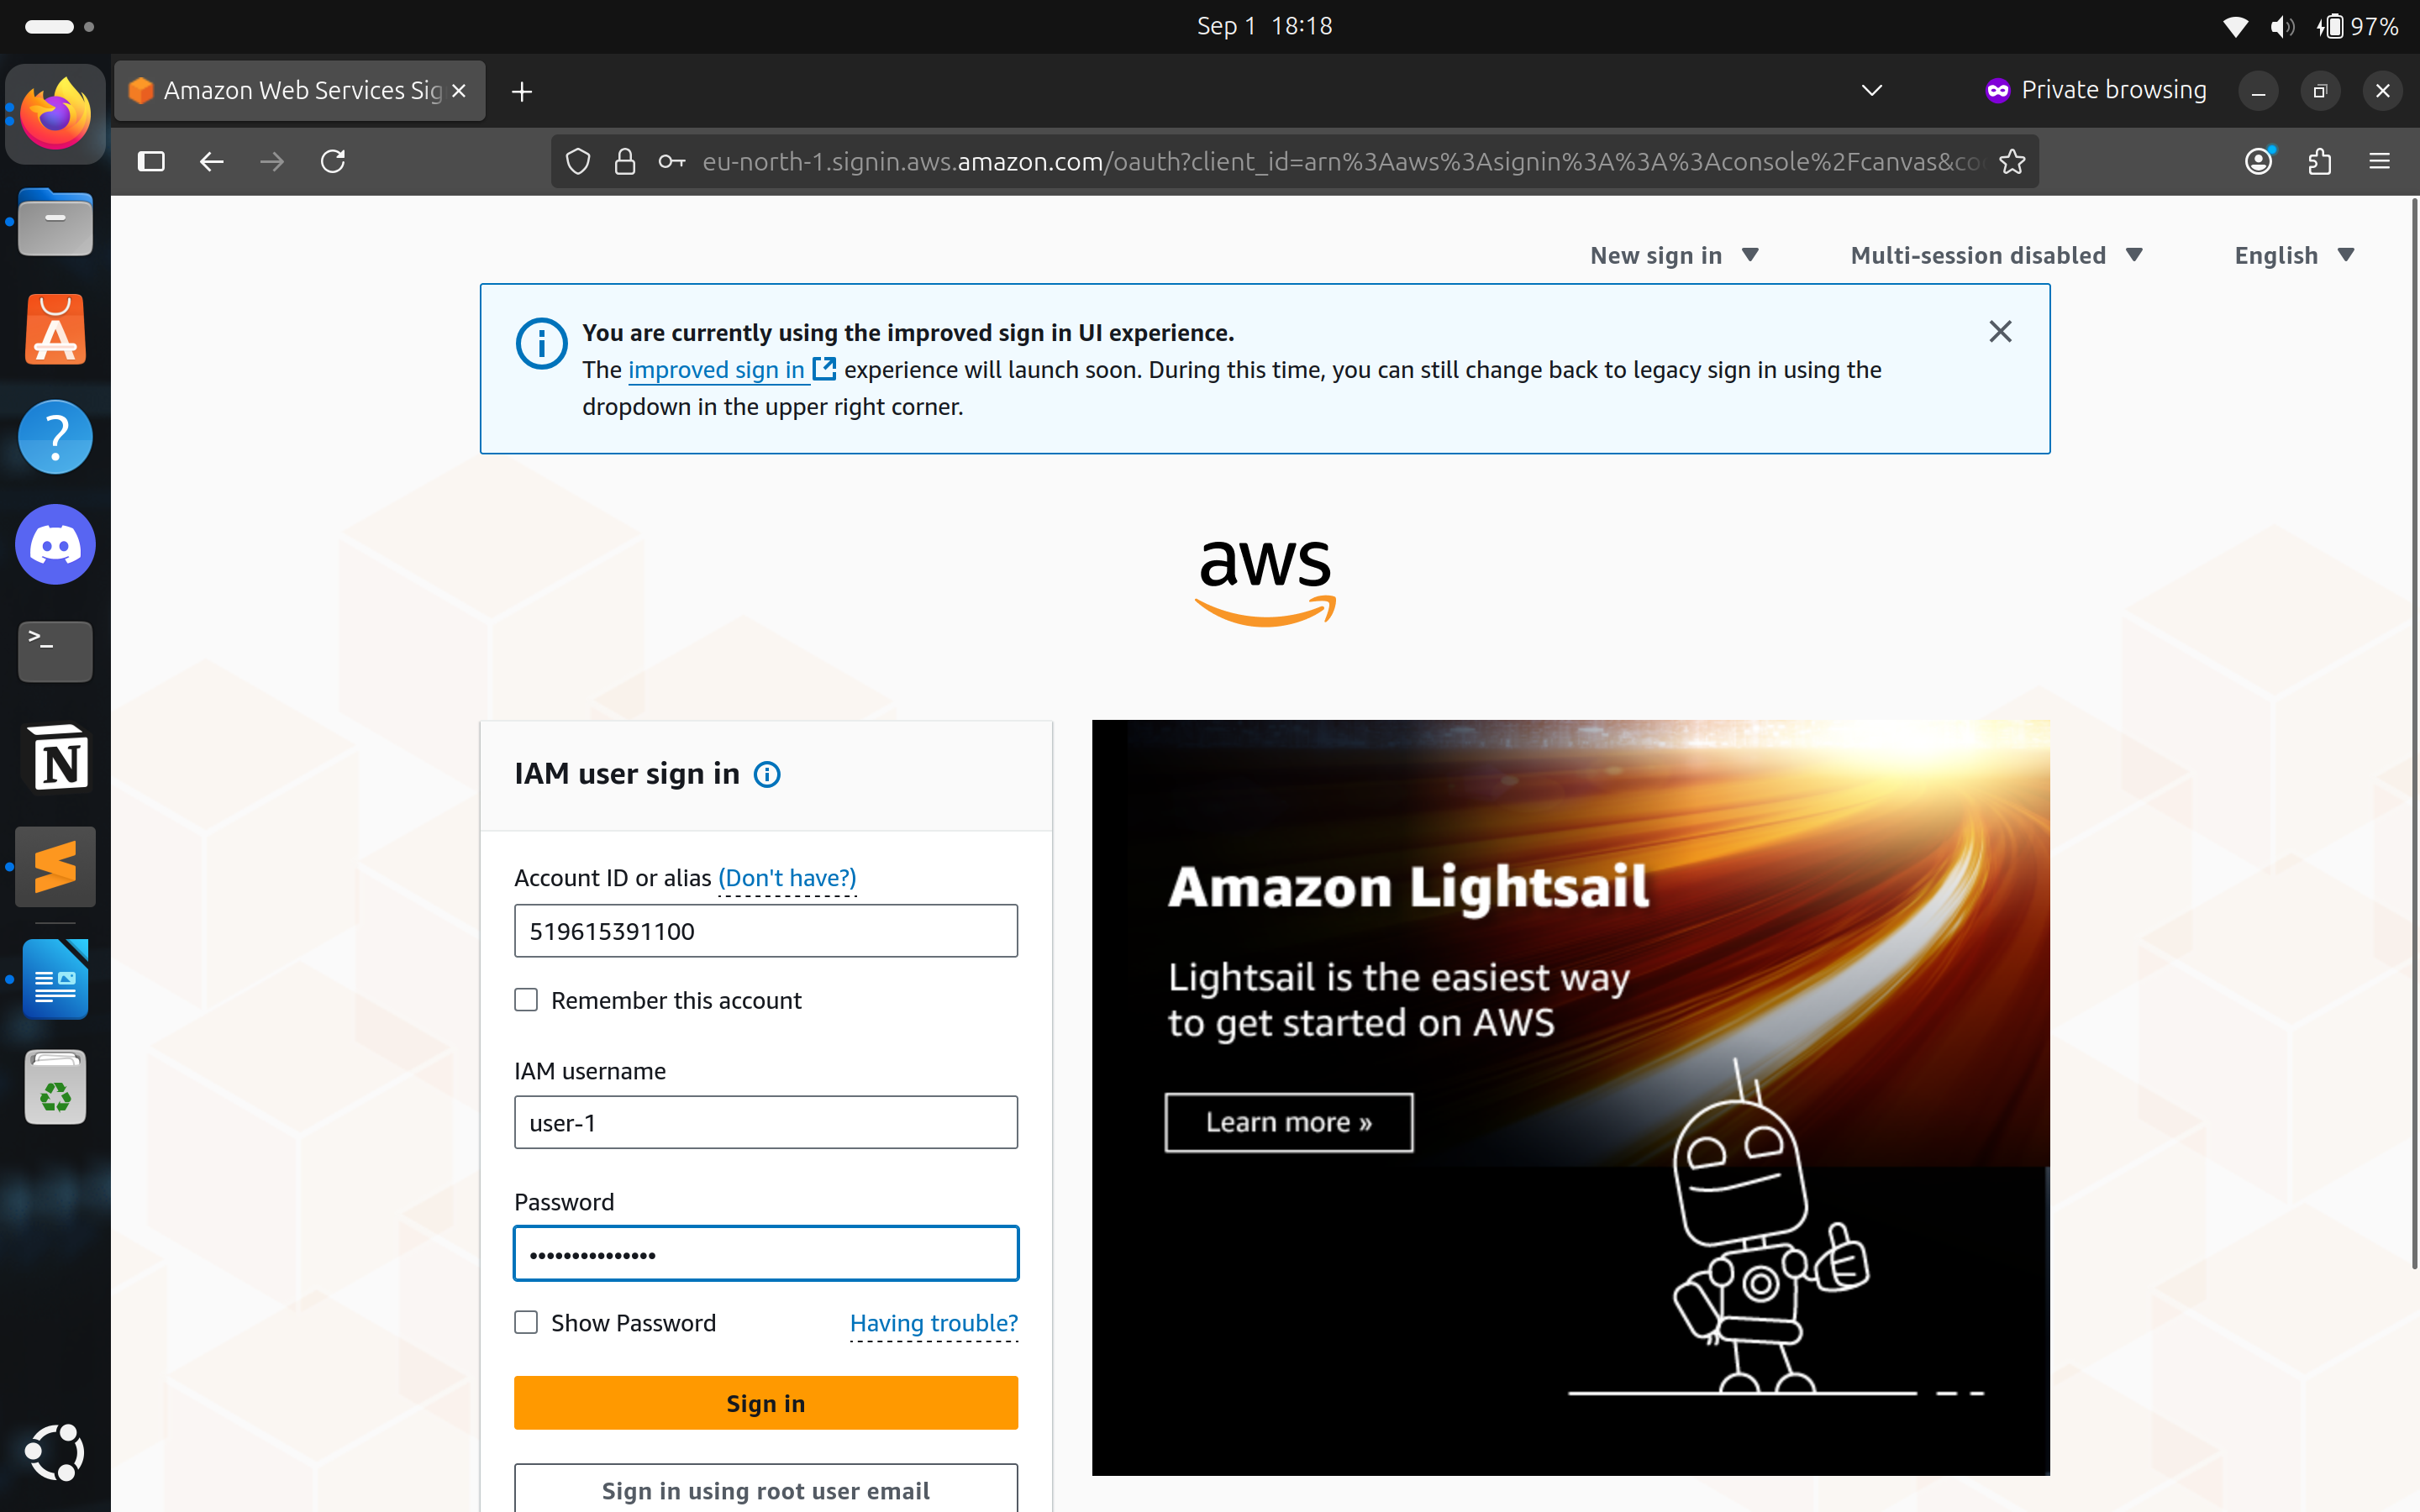 Sep 1 18:18
97%
Amazon Web Services Sig
Private browsing
eu-north-1.signin.aws.amazon.com/oauth?client_id=arn%3Aaws%3Asignin%3A%3A%3Aconsole%2Fcanvas&co
New sign in
Multi-session disabled
English
You are currently using the improved sign in UI experience.
The improved sign in experience will launch soon. During this time, you can still change back to legacy sign in using the
dropdown in the upper right corner.
aws
IAM user sign in
Account ID or alias (Don't have?)
519615391100
Remember this account
IAM username
user-1
Password
•••••••••••••••
Show Password
Having trouble?
Sign in
Sign in using root user email
Amazon Lightsail
Lightsail is the easiest way
to get started on AWS
Learn more »